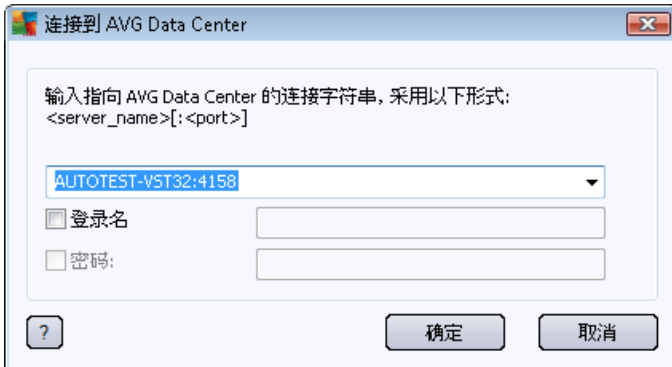 连接到 AVG Data Center
输入指向 AVG Data Center 的连接字符串, 采用以下形式:
<server_name>[:<port>]
AUTOTEST-VST32:4158
登录名
密码:
?
确定
取消